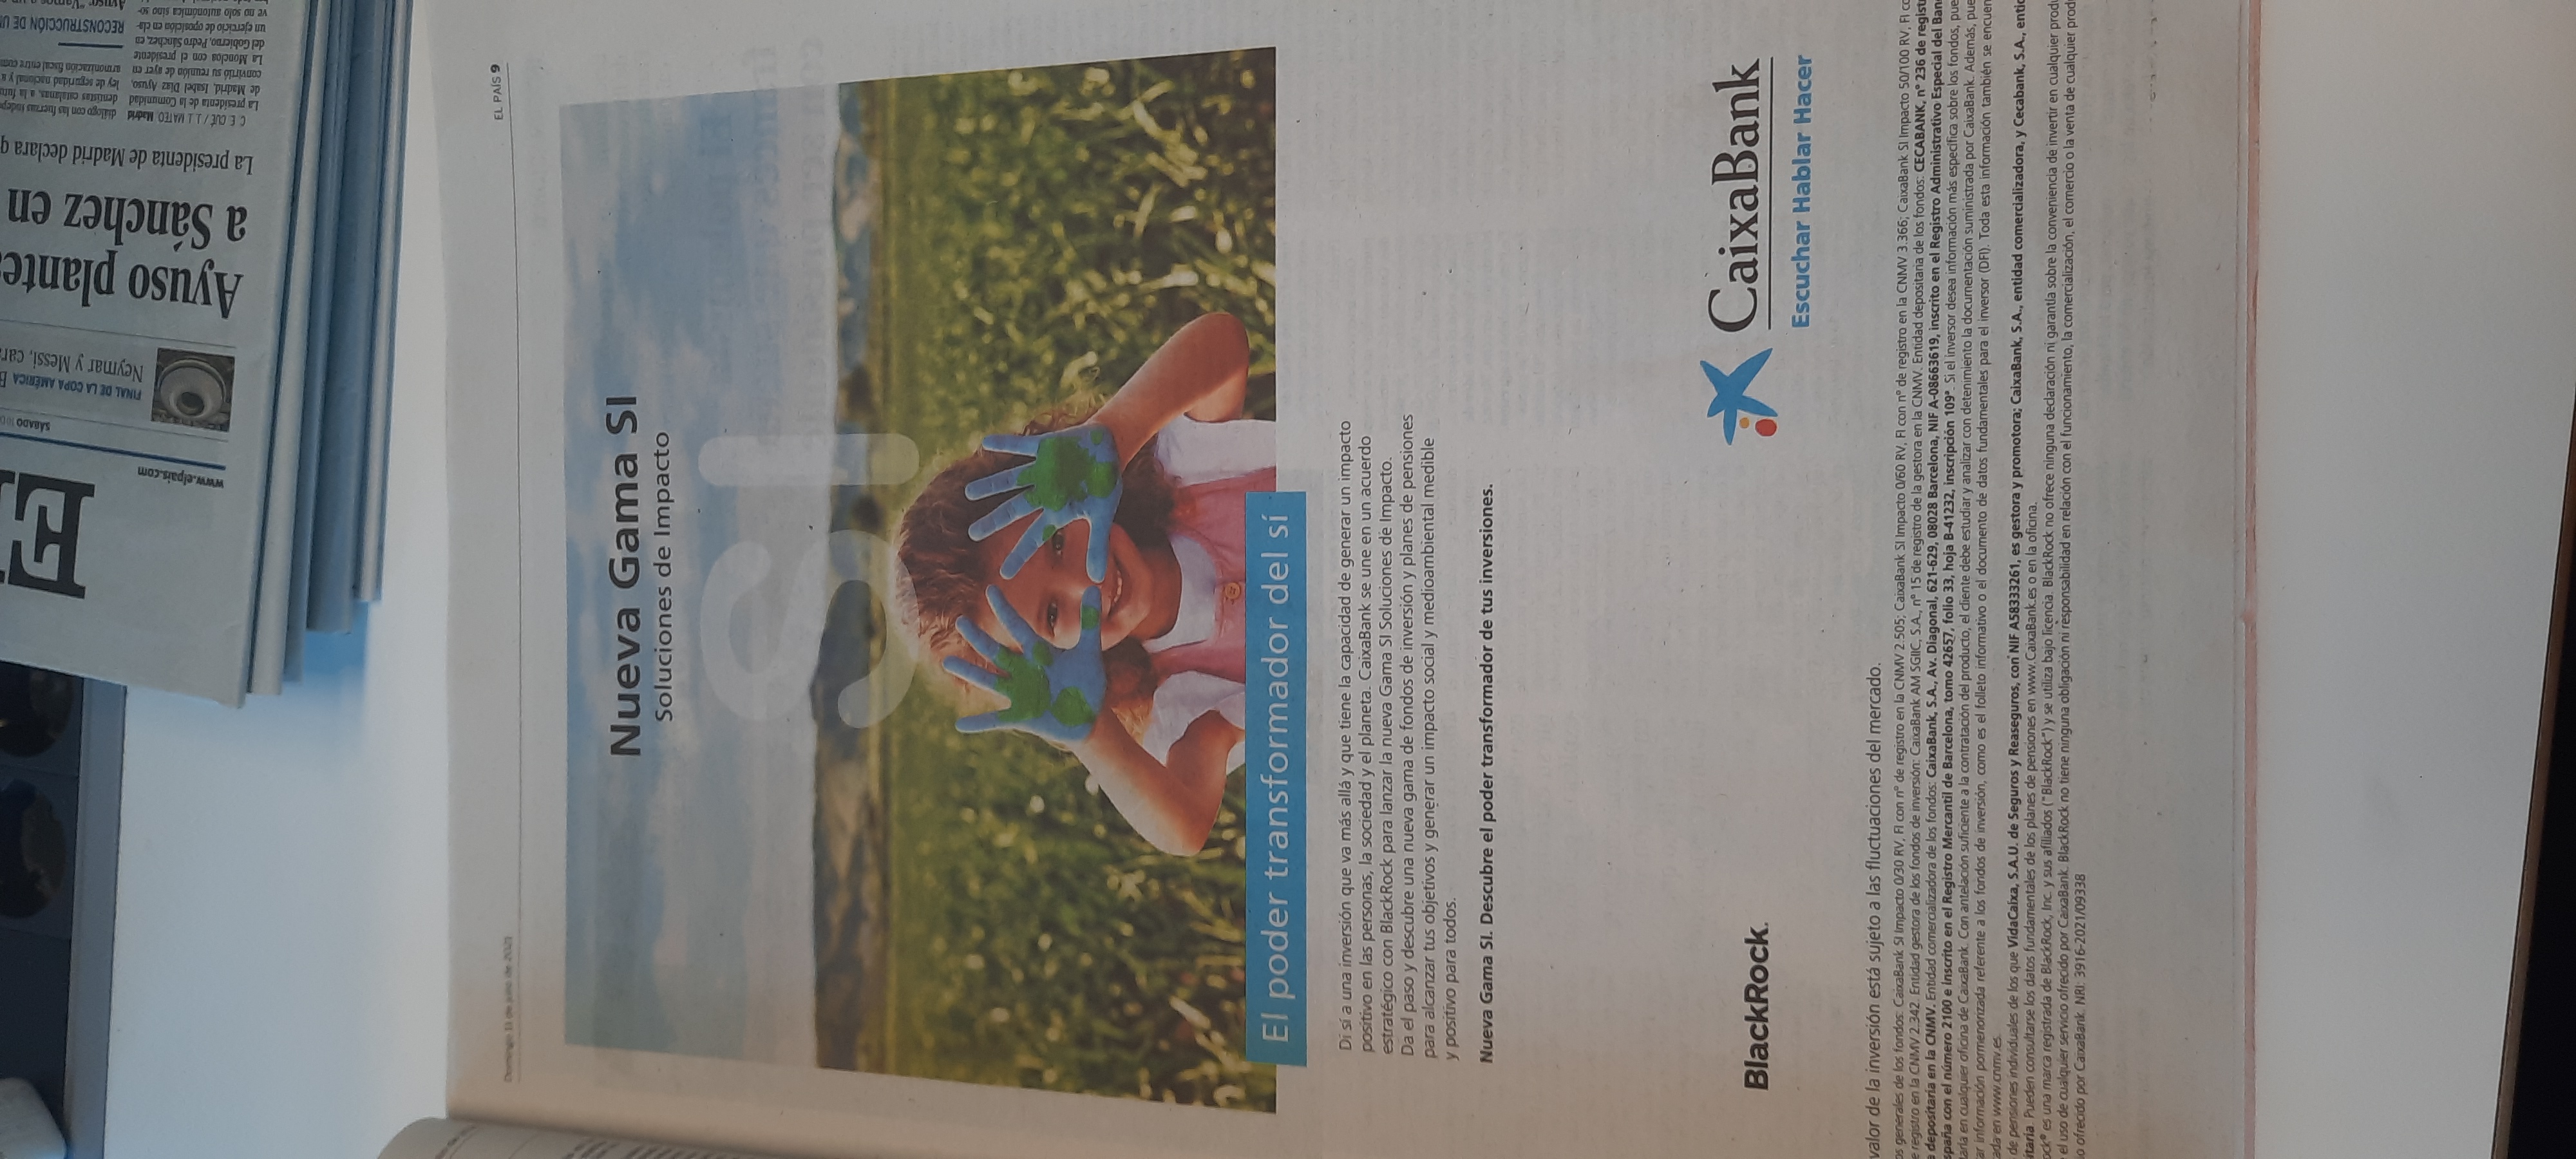 www.elpais.com
SÁBADO
FINAL DE LA COPA AMÉRICA
Neymar y Messi,
Ayuso
a Sánchez en
La presidenta de Madrid declara
C. E. CUÉ / J. J. MATEO, Madrid
La presidenta de la Comunidad
de Madrid, Isabel Díaz Ayuso,
convirtió su reunión de ayer en
La Moncloa con el presidente
del Gobierno, Pedro Sánchez, en
un ejercicio de oposición en
ve no solo autonómica sino
RECONSTRUCCIÓN DE
Domingo 11 de julio de 2021
EL PAÍS 9
Nueva Gama SI
Soluciones de Impacto
SI
El poder transformador del sí
Di sí a una inversión que va más allá y que tiene la capacidad de generar un impacto
positivo en las personas, la sociedad y el planeta. CaixaBank se une en un acuerdo
estratégico con BlackRock para lanzar la nueva Gama SI Soluciones de Impacto.
Da el paso y descubre una nueva gama de fondos de inversión y planes de pensiones
para alcanzar tus objetivos y generar un impacto social y medioambiental medible
y positivo para todos.
Nueva Gama SI. Descubre el poder transformador de tus inversiones.
BlackRock.
CaixaBank
Escuchar Hablar Hacer
valor de la inversión está sujeto a las fluctuaciones del mercado.
os generales de los fondos: CaixaBank SI Impacto 0/30 RV, FI con nº de registro en la CNMV 2.505; CaixaBank SI Impacto 0/60 RV, FI con nº de registro en la CNMV 3.366; CaixaBank SI Impacto 50/100 RV, FI
e registro en la CNMV 2.342. Entidad gestora de los fondos de inversión: CaixaBank AM SGIIC, S.A., nº 15 de registro de la gestora en la CNMV. Entidad depositaria de los fondos: CECABANK, nº 236 de
depositaria en la CNMV. Entidad comercializadora de los fondos: CaixaBank, S.A., Av. Diagonal, 621-629, 08028 Barcelona, NIF A-08663619, inscrito en el Registro Administrativo Especial del
spaña con el número 2100 e inscrito en el Registro Mercantil de Barcelona, tomo 42657, folio 33, hoja B-41232, inscripción 109ª. Si el inversor desea información más específica sobre los fondos,
tarla en cualquier oficina de CaixaBank. Con antelación suficiente a la contratación del producto, el cliente debe estudiar y analizar con detenimiento la documentación suministrada por CaixaBank. Además,
ar información pormenorizada referente a los fondos de inversión, como es el folleto informativo o el documento de datos fundamentales para el inversor (DFI). Toda esta información también se
ada en www.cnmv.es.
de pensiones individuales de los que VidaCaixa, S.A.U. de Seguros y Reaseguros, con NIF A58333261, es gestora y promotora; CaixaBank, S.A., entidad comercializadora, y Cecabank, S.A.,
itaria. Pueden consultarse los datos fundamentales de los planes de pensiones en www.CaixaBank.es o en la oficina.
ock® es una marca registrada de BlackRock, Inc. y sus afiliados ("BlackRock") y se utiliza bajo licencia. BlackRock no ofrece ninguna declaración ni garantía sobre la conveniencia de invertir en cualquier
el uso de cualquier servicio ofrecido por CaixaBank. BlackRock no tiene ninguna obligación ni responsabilidad en relación con el funcionamiento, la comercialización, el comercio o la venta de cualquier
io ofrecido por CaixaBank. NRI: 3916-2021/09338